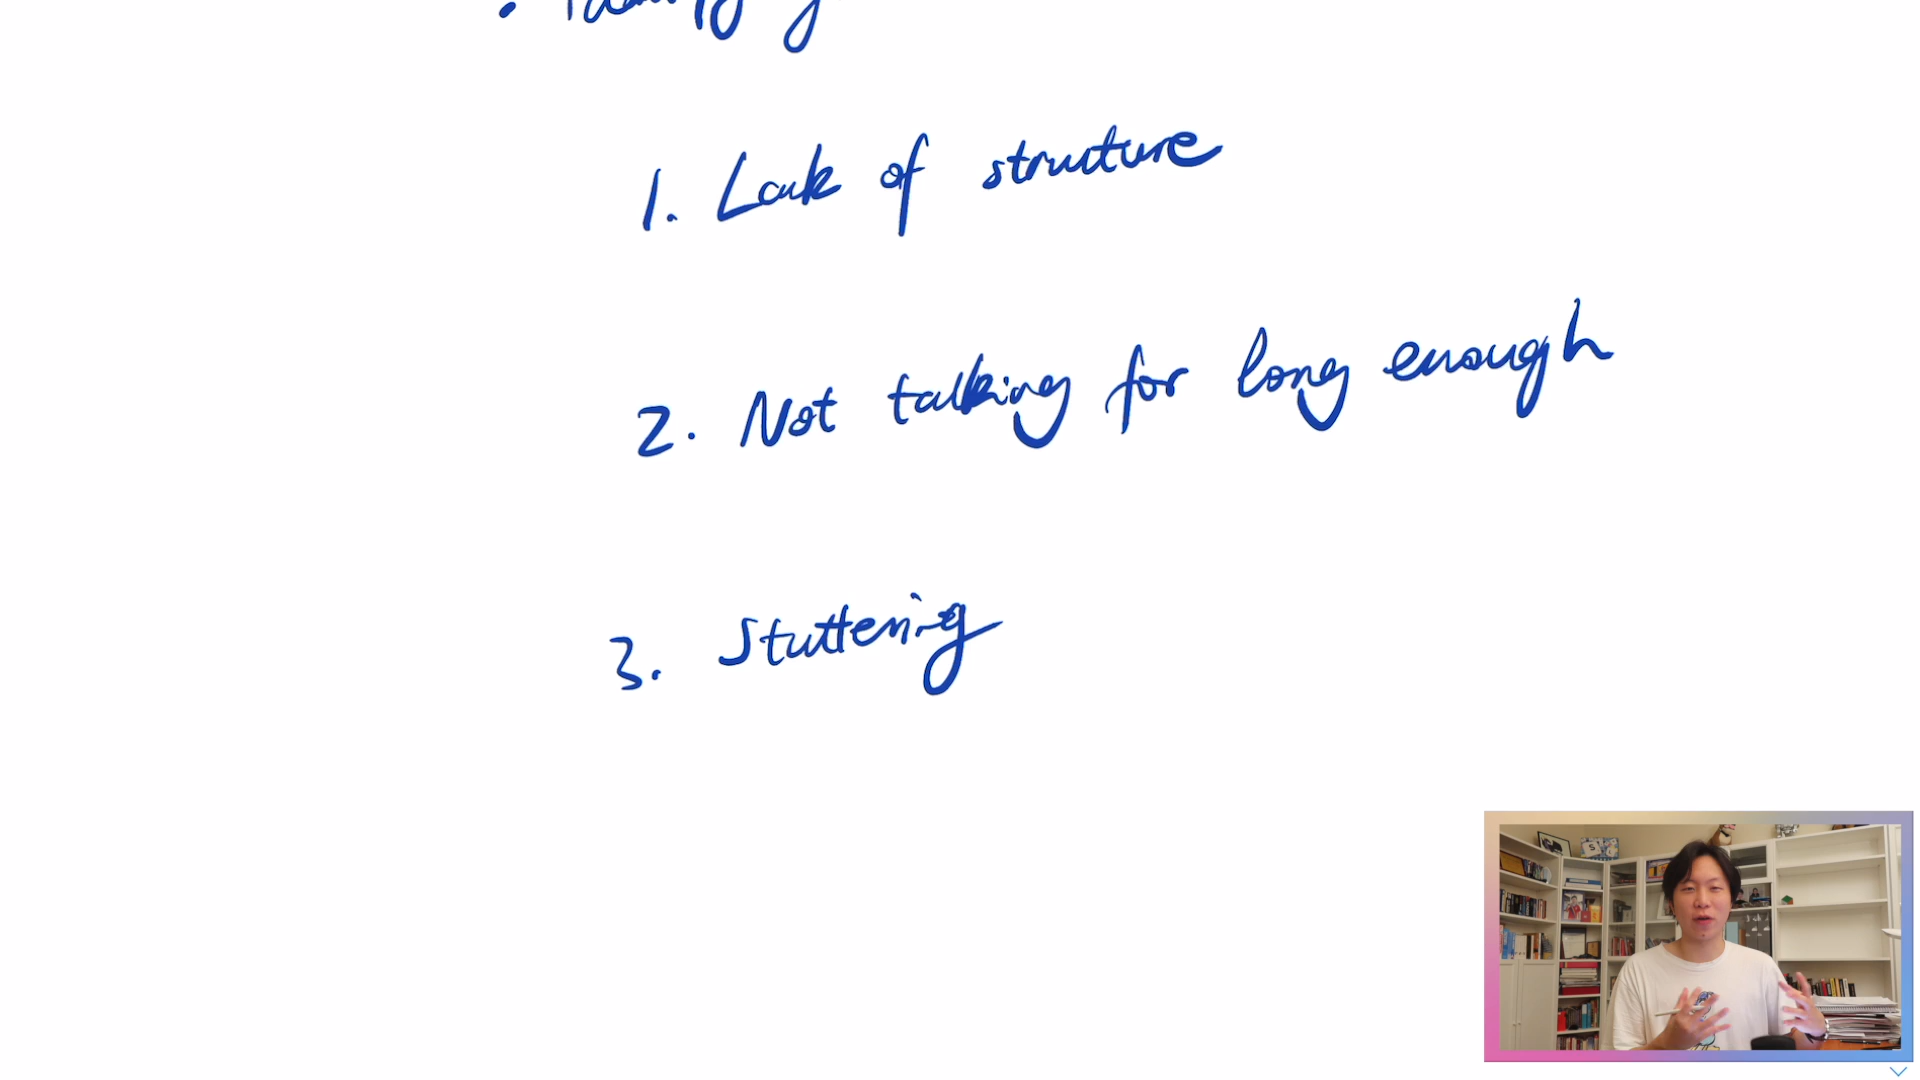 1. Lack of structure
2. Not talking for long enough
3. Stuttering